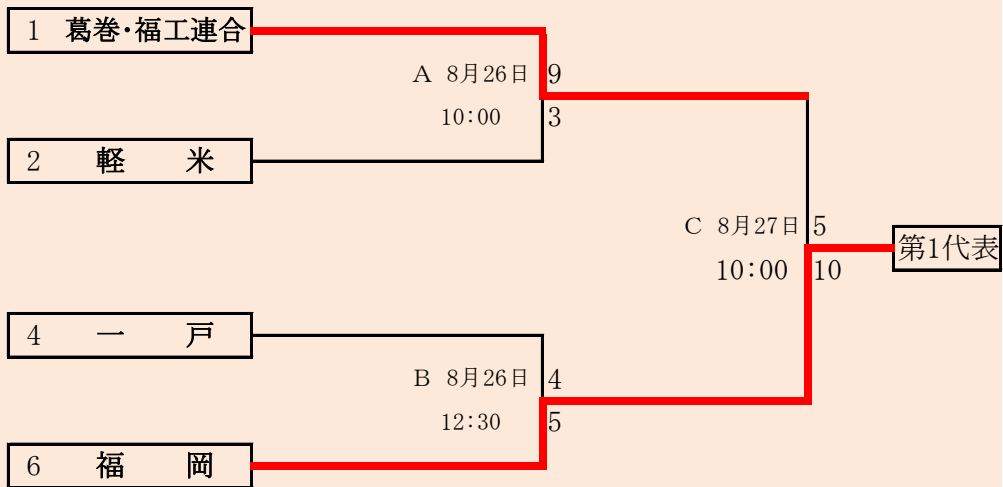 1 葛巻・福工連合
A 8月26日 9
10:00 3
2 軽 米
C 8月27日 5
第1代表
10:00 10
4 一 戸
B 8月26日 4
12:30 5
6 福 岡